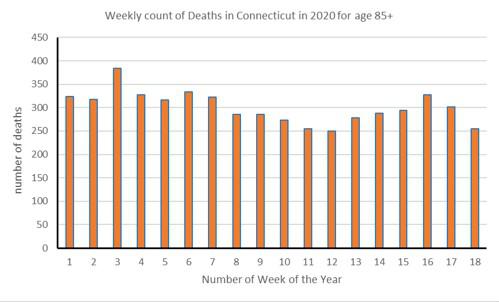 Weekly count of Deaths in Connecticut in 2020 for age 85+
450
400
350
300
250
200
150
100
50
0
number of deaths
1 2 3 4 5 6 7 8 9 10 11 12 13 14 15 16 17 18
Number of Week of the Year